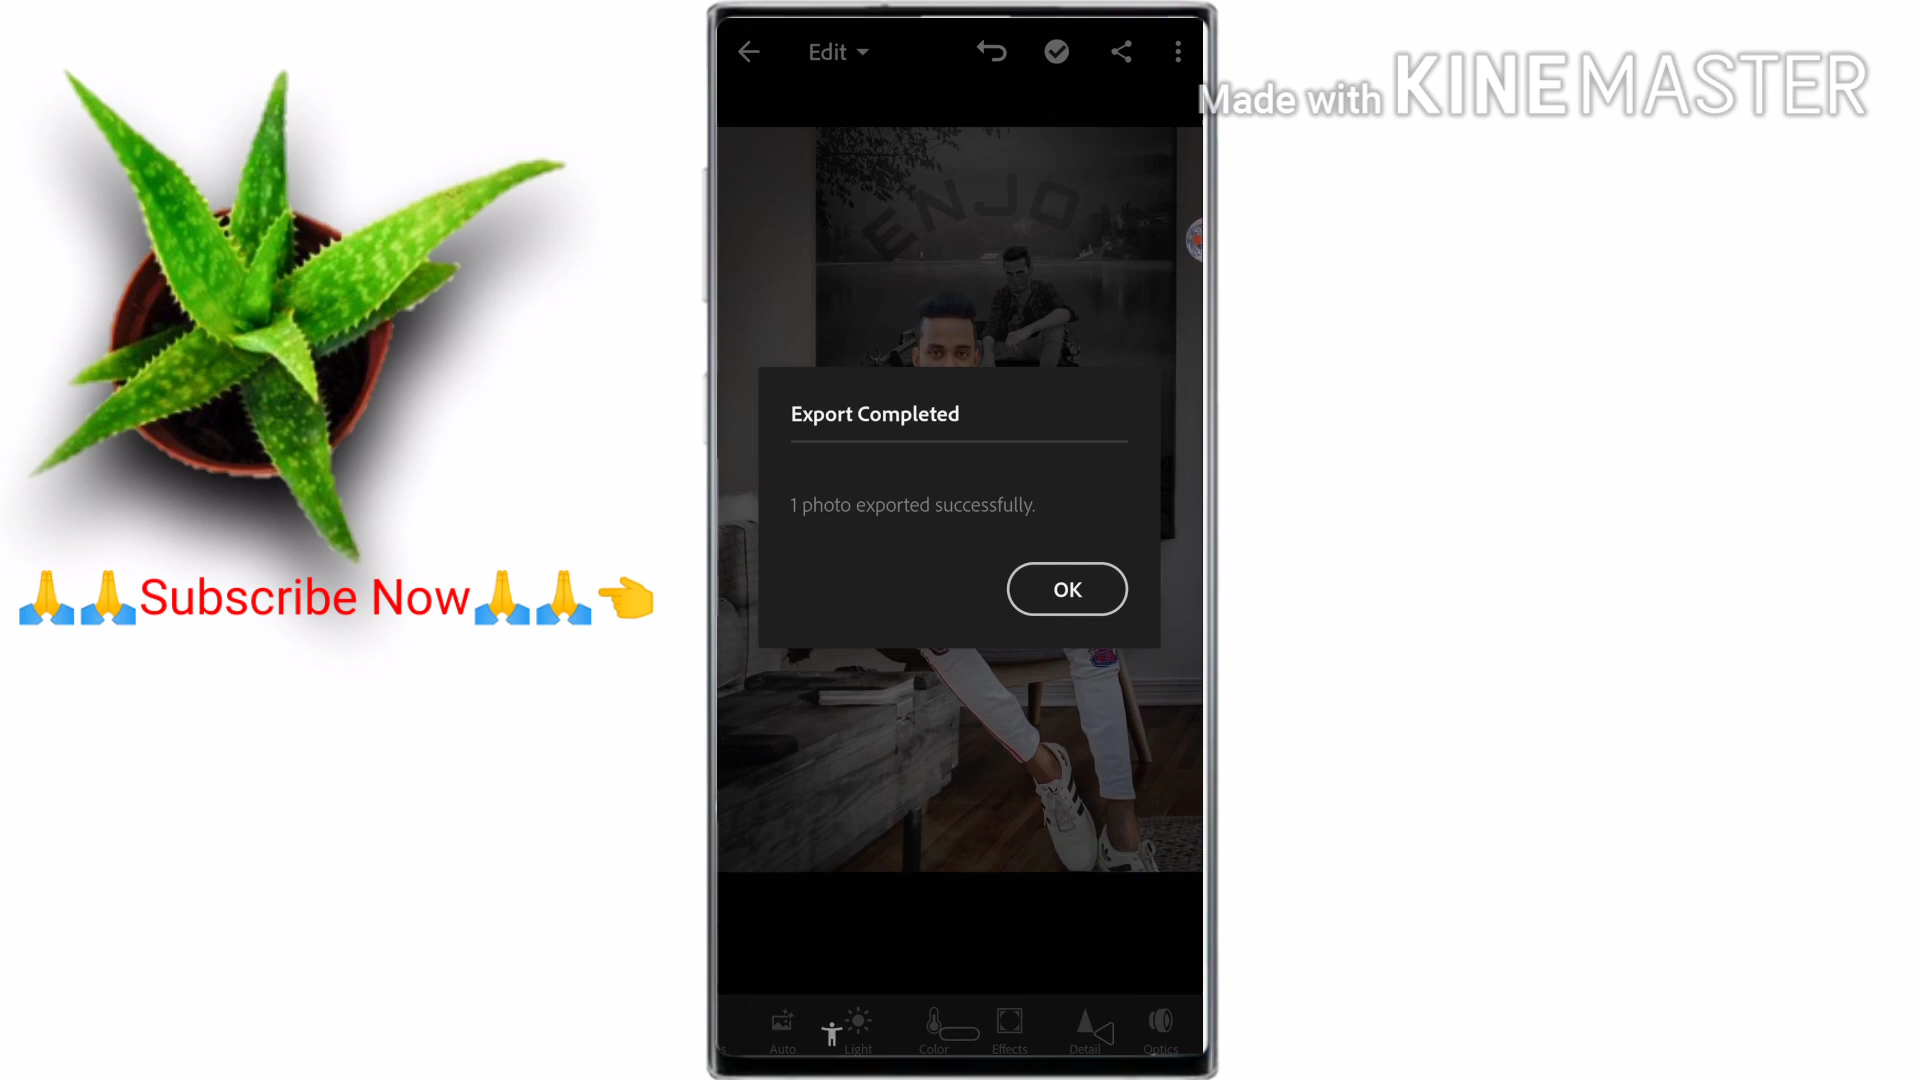 Edit
Made with KINEMASTER
ENJO
Export Completed
1 photo exported successfully.
OK
🙏🙏Subscribe Now🙏🙏👈
Auto Light Color Effects Detail Optics